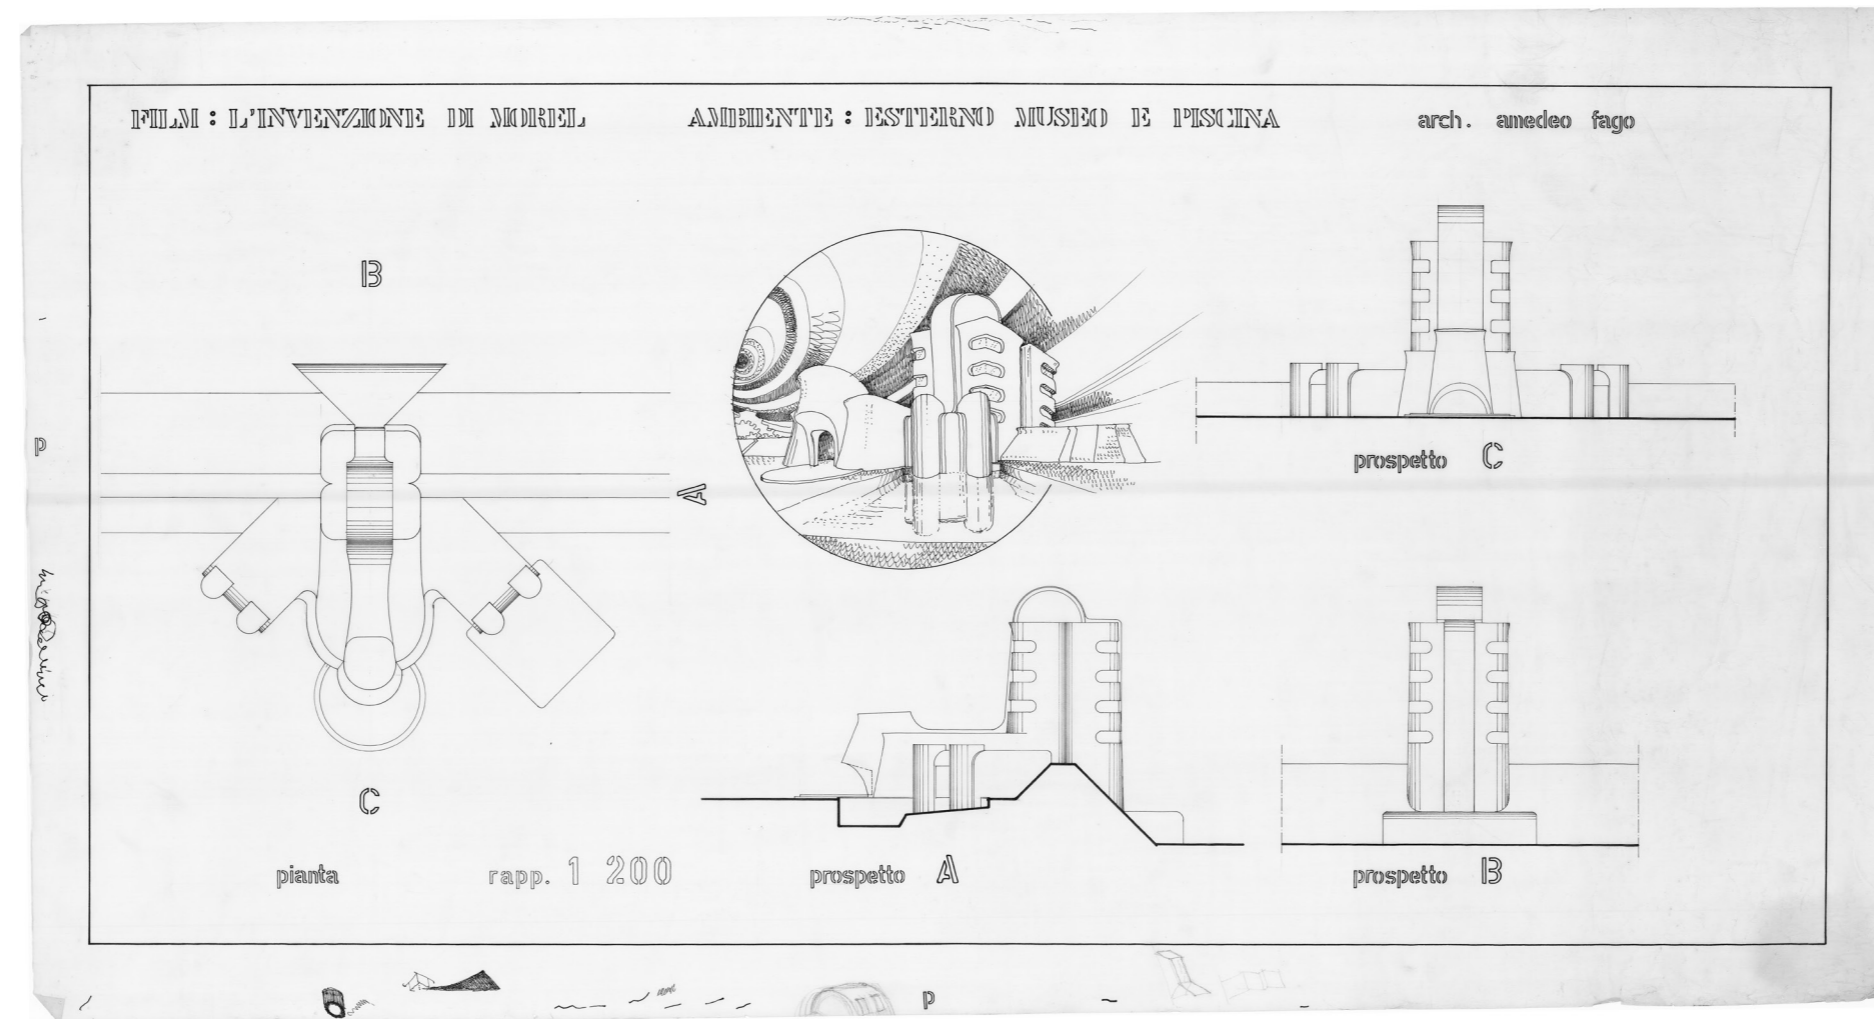 FILM : L'INVENZIONE DI MOREL AMBIENTE : ESTERNO MUSEO E PISCINA arch. amedeo fago
B
A
p
prospetto C
C
pianta rapp. 1 200 prospetto A prospetto B
p